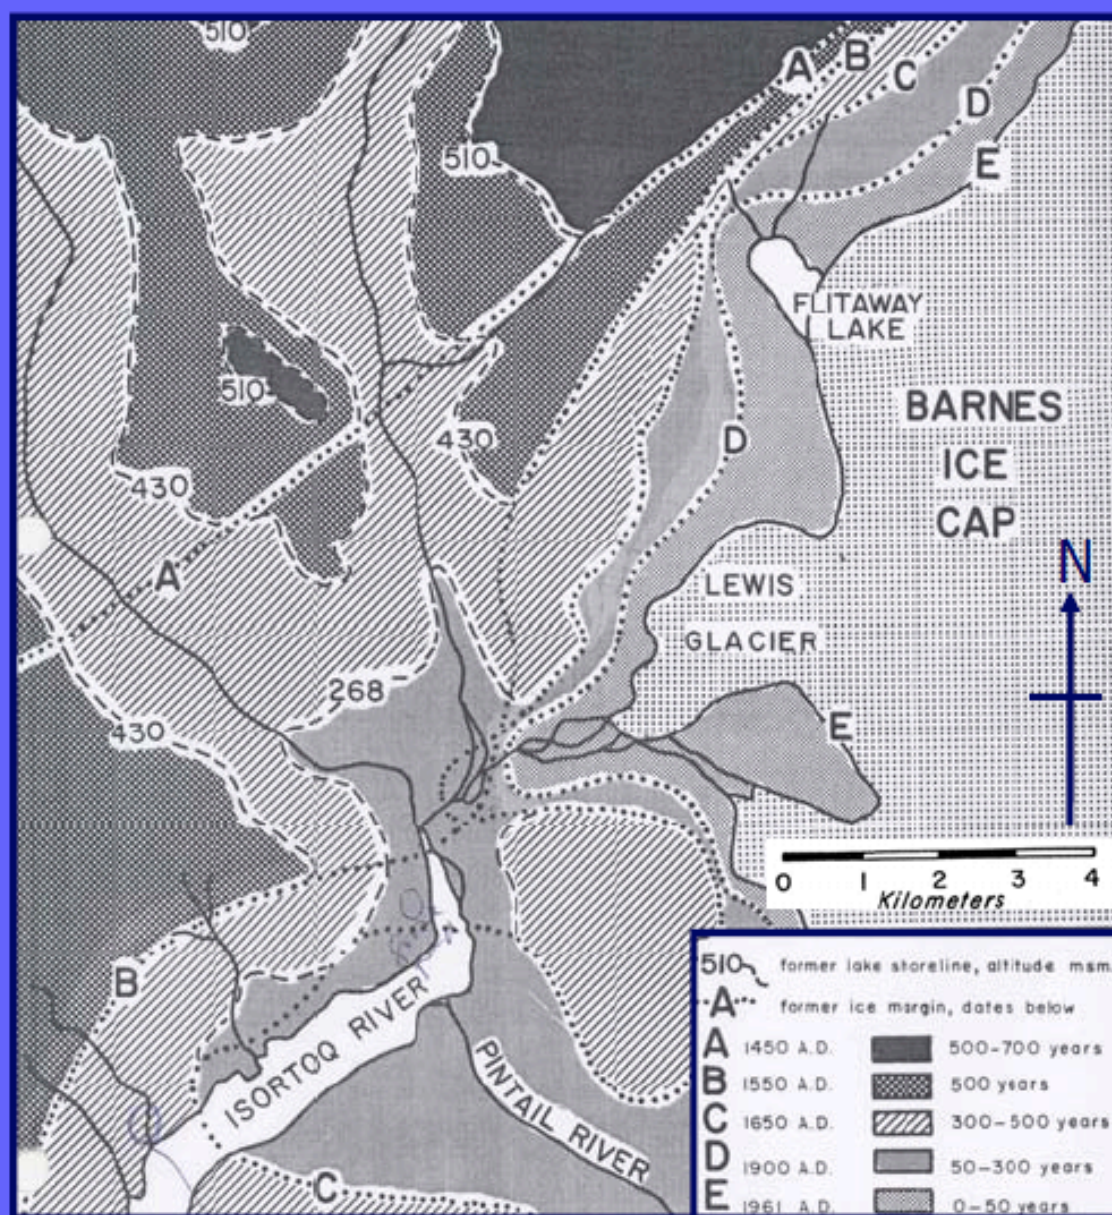 510
A
B
C
D
E
510
FLITAWAY
LAKE
510
BARNES
ICE
CAP
430
D
430
N
A
LEWIS
GLACIER
268
430
E
0 1 2 3 4
Kilometers
B
510 former lake shoreline, altitude msm
A former ice margin, dates below
A 1450 A.D. 500-700 years
B 1550 A.D. 500 years
C 1650 A.D. 300-500 years
D 1900 A.D. 50-300 years
E 1961 A.D. 0-50 years
ISORTOQ RIVER
PINTAIL RIVER
C